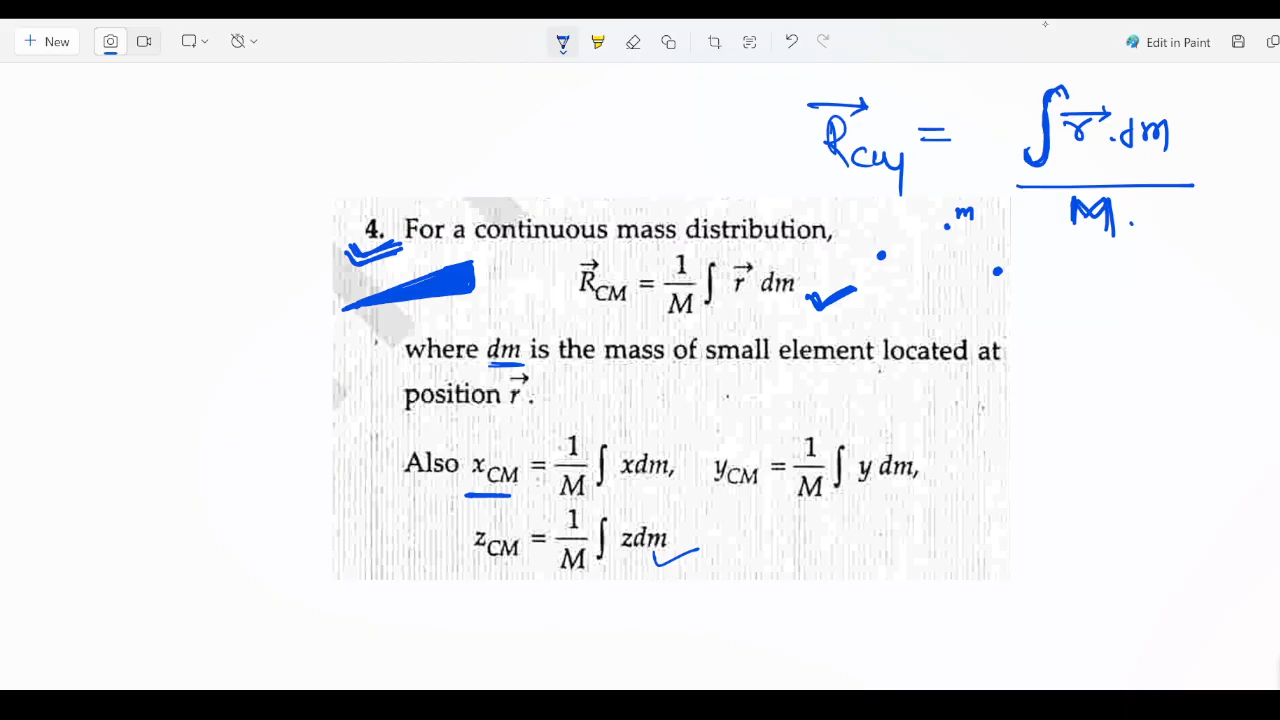 New
Edit in Paint
R⃗CM = ∫ r⃗ . dm
M .
m
4. For a continuous mass distribution,
R⃗CM = 1/M ∫ r⃗ dm
where dm is the mass of small element located at
position r⃗.
Also xCM = 1/M ∫ xdm, yCM = 1/M ∫ y dm,
zCM = 1/M ∫ zdm